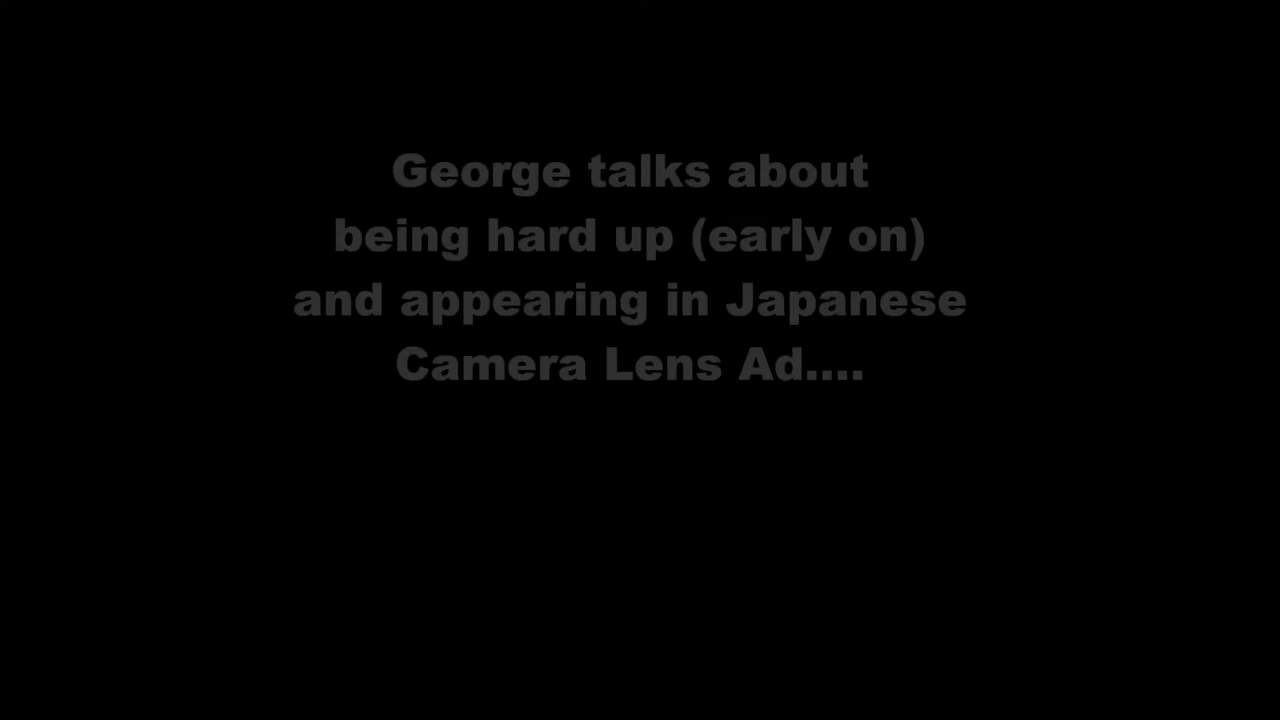 George talks about
being hard up (early on)
and appearing in Japanese
Camera Lens Ad....